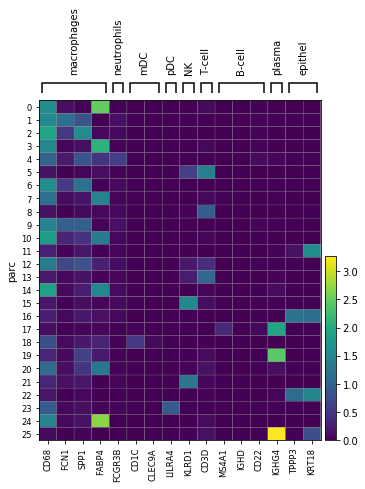 macrophages
neutrophils
mDC
pDC
NK
T-cell
B-cell
plasma
epithel
parc
0
1
2
3
4
5
6
7
8
9
10
11
12
13
14
15
16
17
18
19
20
21
22
23
24
25
CD68
FCN1
SPP1
FABP4
FCGR3B
CD1C
CLEC9A
LILRA4
KLRD1
CD3D
MS4A1
IGHD
CD22
IGHG4
TPPP3
KRT18
3.0
2.5
2.0
1.5
1.0
0.5
0.0